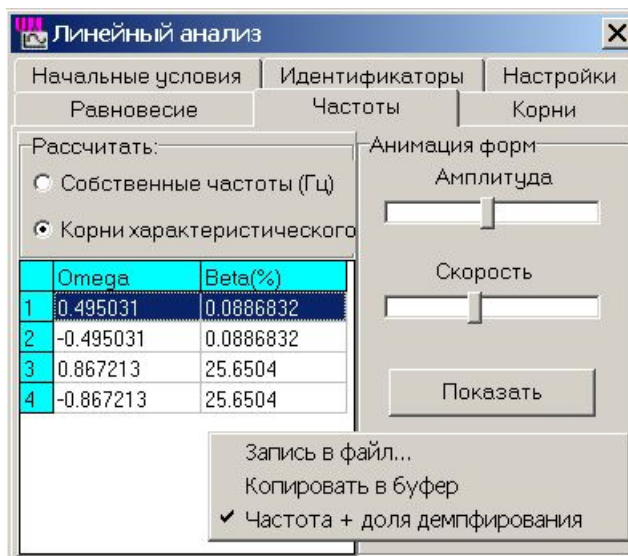 Линейный анализ
Начальные условия Идентификаторы Настройки
Равновесие Частоты Корни
Рассчитать:
Собственные частоты (Гц)
Корни характеристического
Omega Beta(%)
1 0.495031 0.0886832
2 -0.495031 0.0886832
3 0.867213 25.6504
4 -0.867213 25.6504
Анимация форм
Амплитуда
Скорость
Показать
Запись в файл...
Копировать в буфер
Частота + доля демпфирования